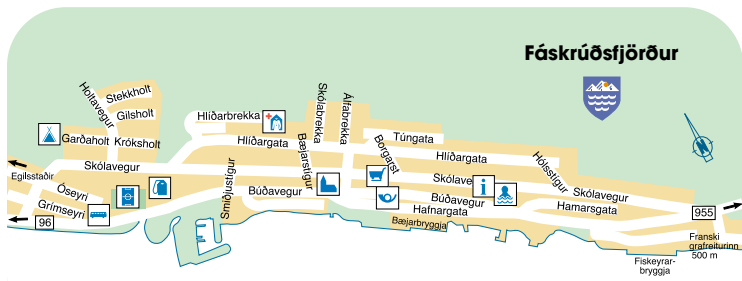 Fáskrúðsfjörður
Holtavegur
Stekkholt
Gilsholt
Garðaholt
Króksholt
Hlíðarbrekka
Skólabrekka
Álfabrekka
Túngata
Hlíðargata
Bæjarstígur
Borgarst
Hlíðargata
Hólsstígur
Skólavegur
Egilsstaðir
Óseyri
Grímseyri
96
Smiðjustígur
Búðavegur
Skólave
i
Skólavegur
Búðavegur
Hafnargata
Hamarsgata
955
Bæjarbryggja
Franski
grafreiturinn
500 m
Fiskeyrar-
bryggja